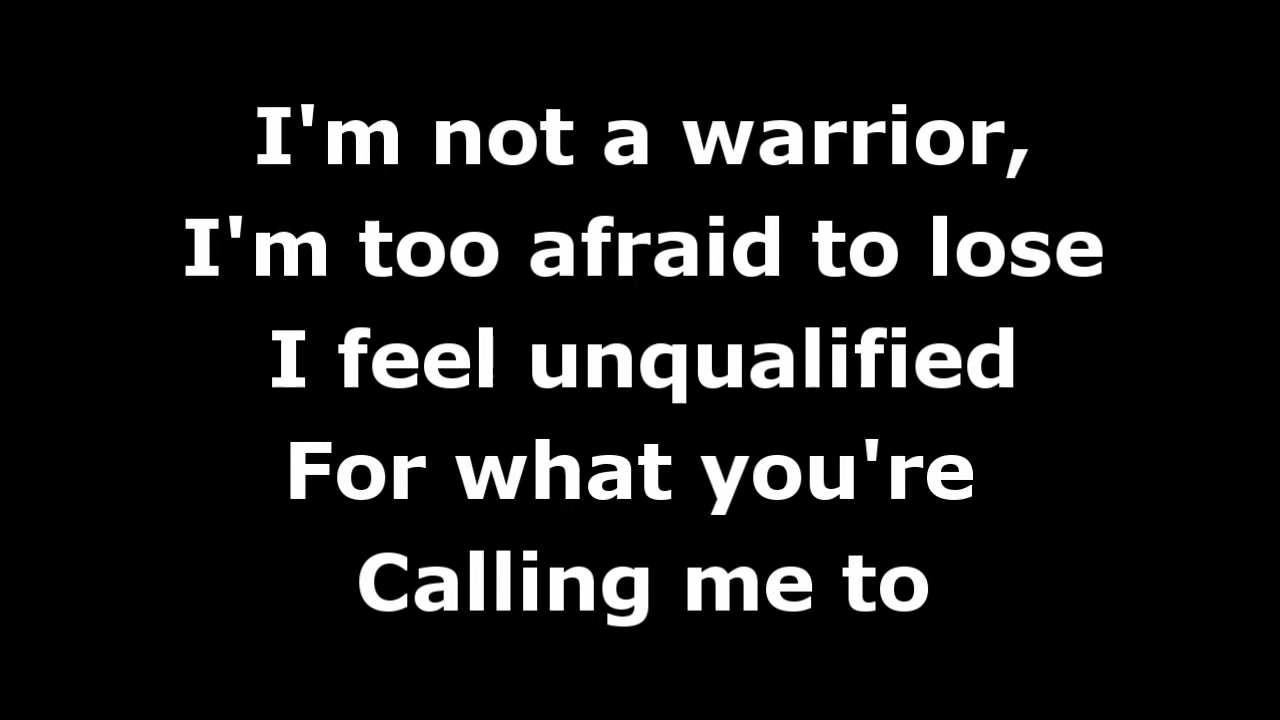 I'm not a warrior,
I'm too afraid to lose
I feel unqualified
For what you're
Calling me to